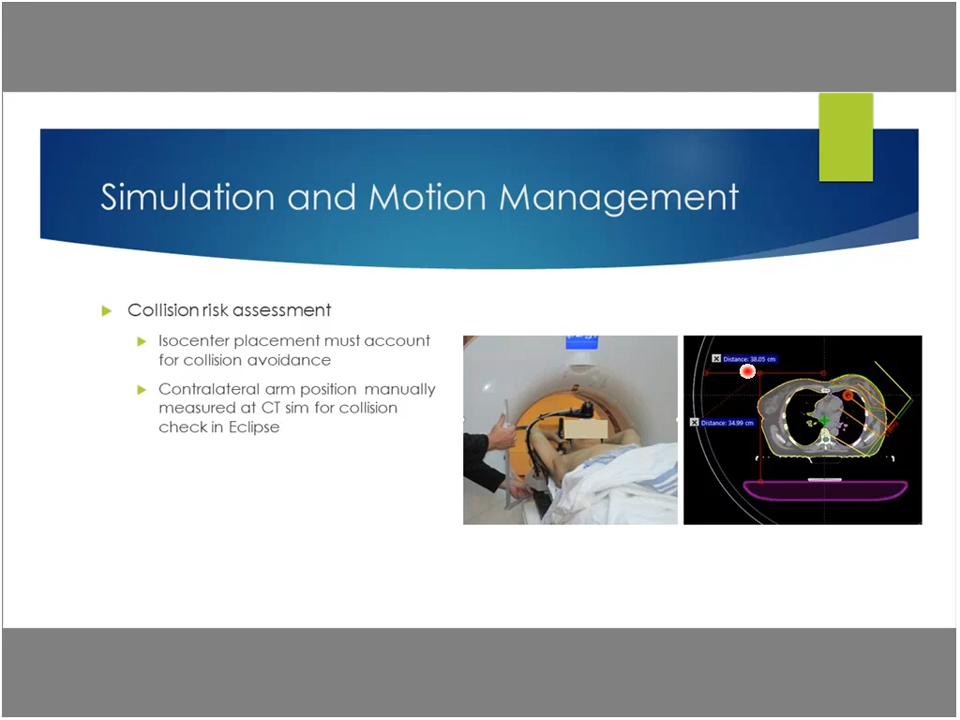 Simulation and Motion Management
Collision risk assessment
Isocenter placement must account
for collision avoidance
Contralateral arm position manually
measured at CT sim for collision
check in Eclipse
Distance: 38.05 cm
Distance: 34.99 cm